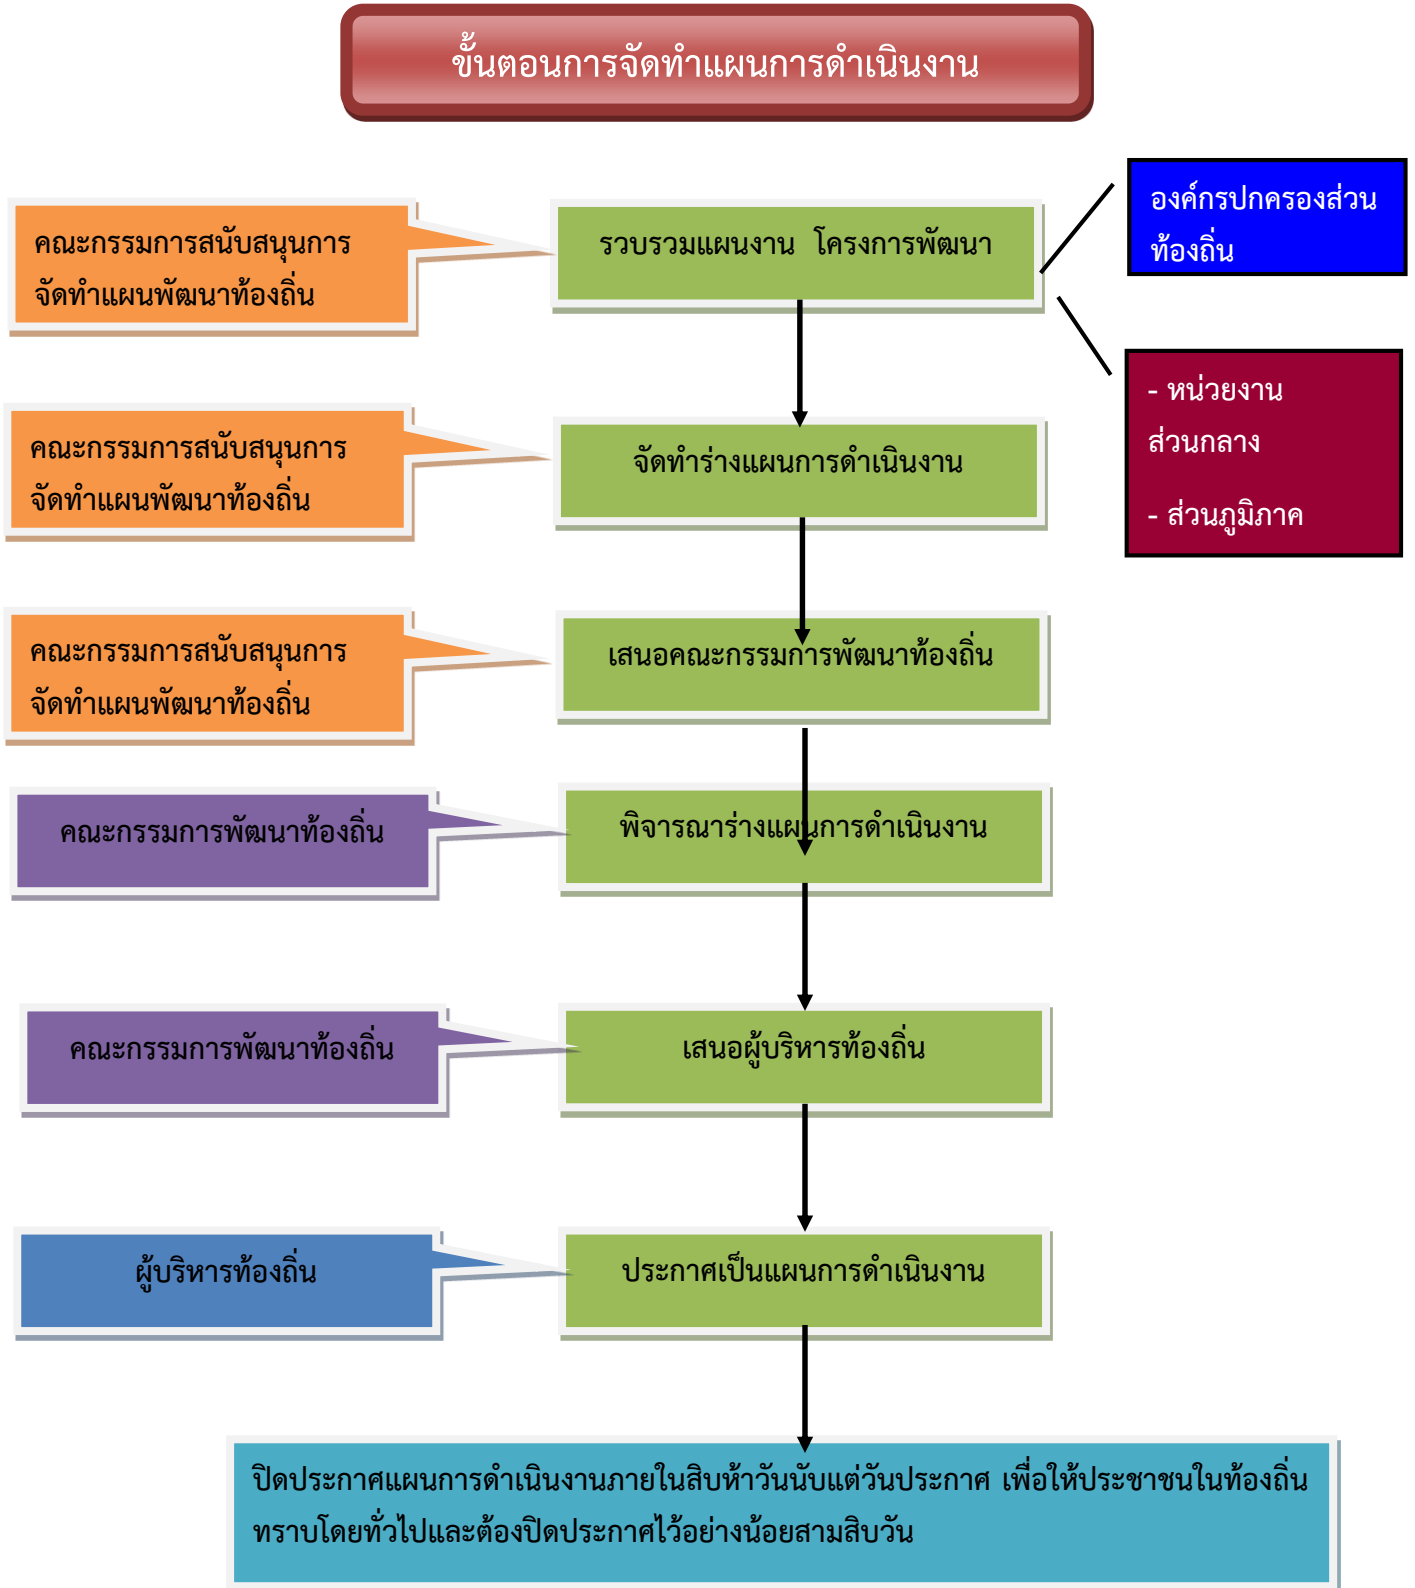 ขั้นตอนการจัดทำแผนการดำเนินงาน
องค์กรปกครองส่วน
ท้องถิ่น
คณะกรรมการสนับสนุนการ
จัดทำแผนพัฒนาท้องถิ่น
รวบรวมแผนงาน โครงการพัฒนา
- หน่วยงาน
ส่วนกลาง
- ส่วนภูมิภาค
คณะกรรมการสนับสนุนการ
จัดทำแผนพัฒนาท้องถิ่น
จัดทำร่างแผนการดำเนินงาน
คณะกรรมการสนับสนุนการ
จัดทำแผนพัฒนาท้องถิ่น
เสนอคณะกรรมการพัฒนาท้องถิ่น
คณะกรรมการพัฒนาท้องถิ่น
พิจารณาร่างแผนการดำเนินงาน
คณะกรรมการพัฒนาท้องถิ่น
เสนอผู้บริหารท้องถิ่น
ผู้บริหารท้องถิ่น
ประกาศเป็นแผนการดำเนินงาน
ปิดประกาศแผนการดำเนินงานภายในสิบห้าวันนับแต่วันประกาศ เพื่อให้ประชาชนในท้องถิ่น
ทราบโดยทั่วไปและต้องปิดประกาศไว้อย่างน้อยสามสิบวัน